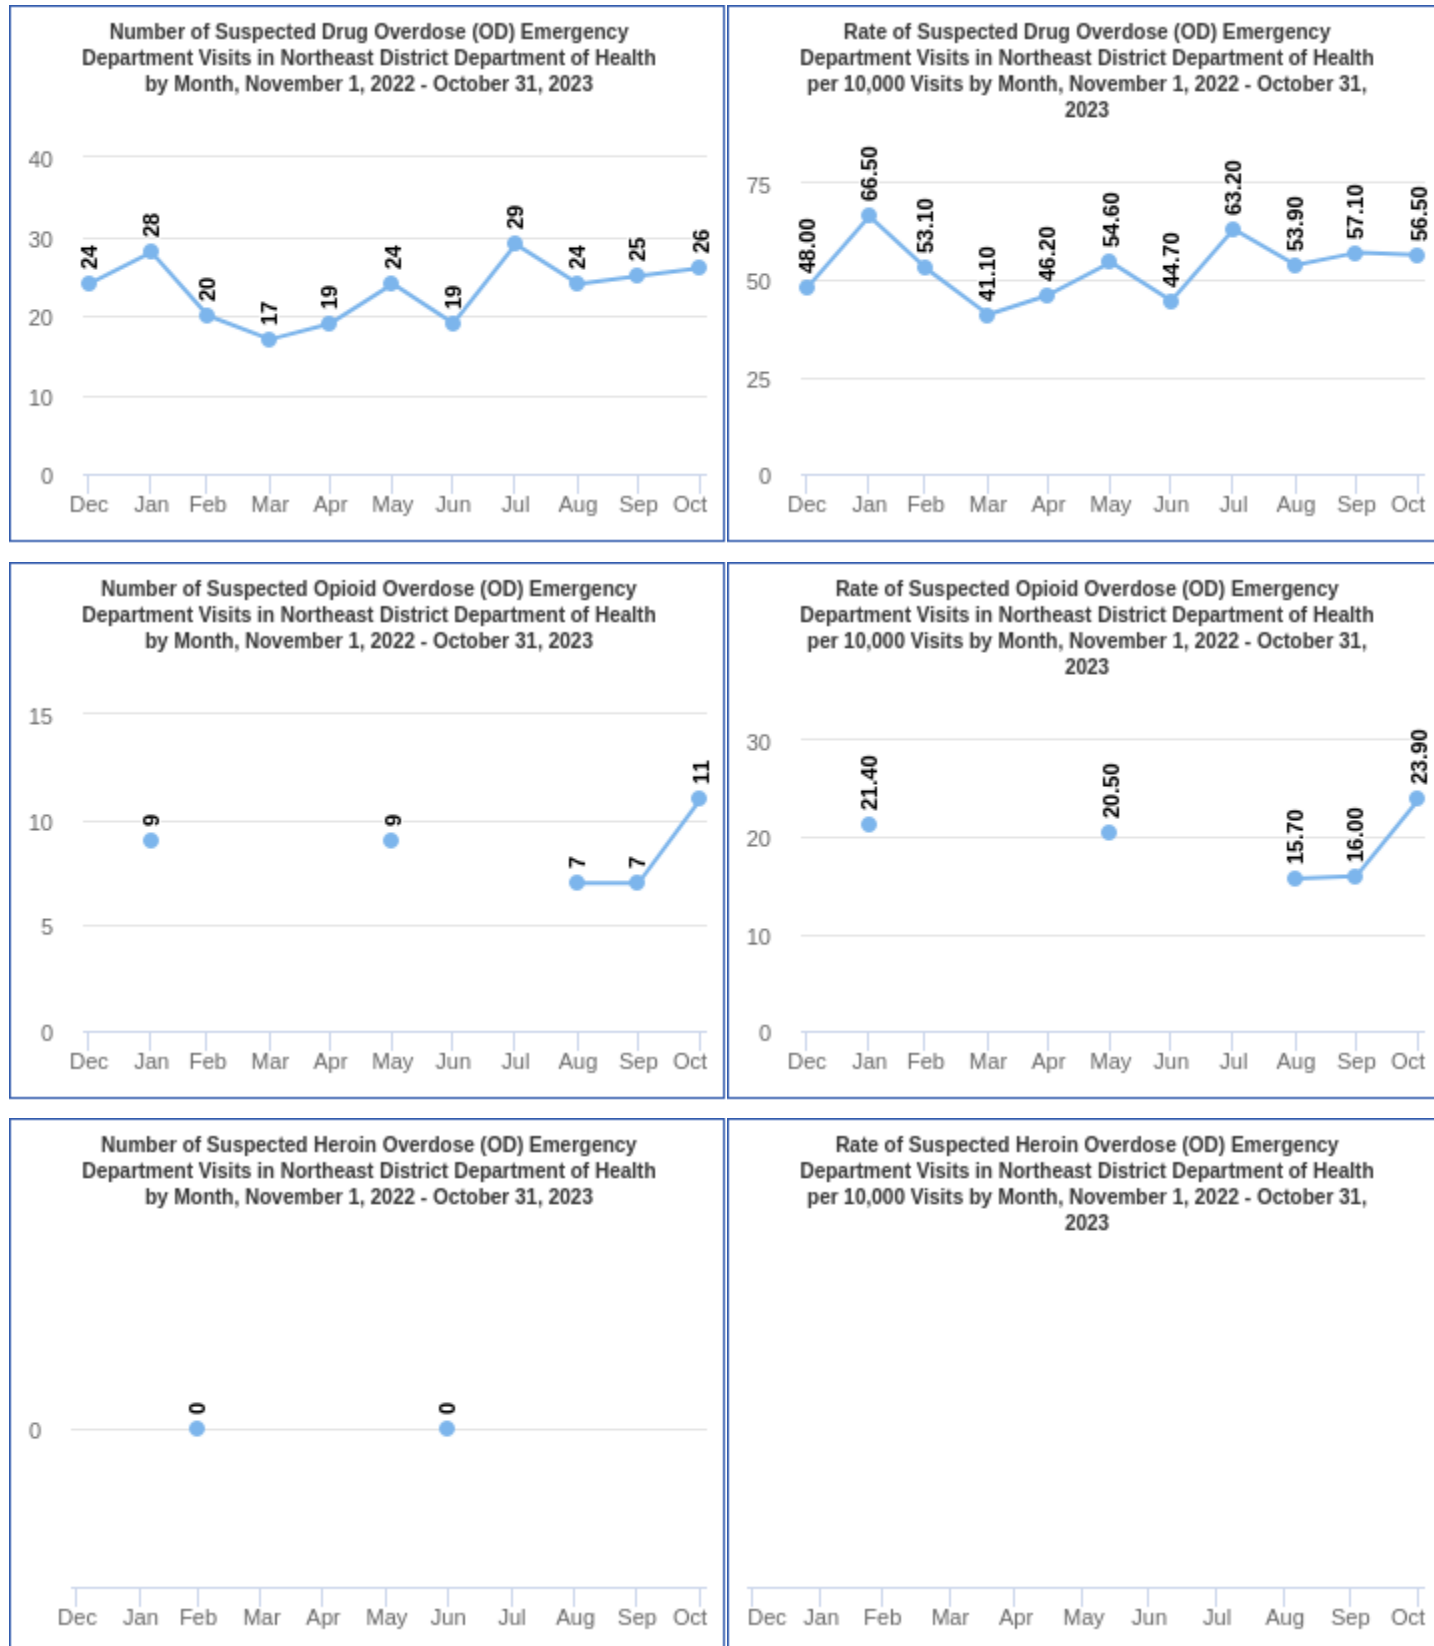 Number of Suspected Drug Overdose (OD) Emergency
Department Visits in Northeast District Department of Health
by Month, November 1, 2022 - October 31, 2023
40
30
20
10
0
24
28
20
17
19
24
19
29
24
25
26
Dec Jan Feb Mar Apr May Jun Jul Aug Sep Oct
Rate of Suspected Drug Overdose (OD) Emergency
Department Visits in Northeast District Department of Health
per 10,000 Visits by Month, November 1, 2022 - October 31,
2023
75
50
25
0
48.00
66.50
53.10
41.10
46.20
54.60
44.70
63.20
53.90
57.10
56.50
Dec Jan Feb Mar Apr May Jun Jul Aug Sep Oct
Number of Suspected Opioid Overdose (OD) Emergency
Department Visits in Northeast District Department of Health
by Month, November 1, 2022 - October 31, 2023
15
10
5
0
9
9
7
7
11
Dec Jan Feb Mar Apr May Jun Jul Aug Sep Oct
Rate of Suspected Opioid Overdose (OD) Emergency
Department Visits in Northeast District Department of Health
per 10,000 Visits by Month, November 1, 2022 - October 31,
2023
30
20
10
0
21.40
20.50
15.70
16.00
23.90
Dec Jan Feb Mar Apr May Jun Jul Aug Sep Oct
Number of Suspected Heroin Overdose (OD) Emergency
Department Visits in Northeast District Department of Health
by Month, November 1, 2022 - October 31, 2023
0
0
0
Dec Jan Feb Mar Apr May Jun Jul Aug Sep Oct
Rate of Suspected Heroin Overdose (OD) Emergency
Department Visits in Northeast District Department of Health
per 10,000 Visits by Month, November 1, 2022 - October 31,
2023
Dec Jan Feb Mar Apr May Jun Jul Aug Sep Oct